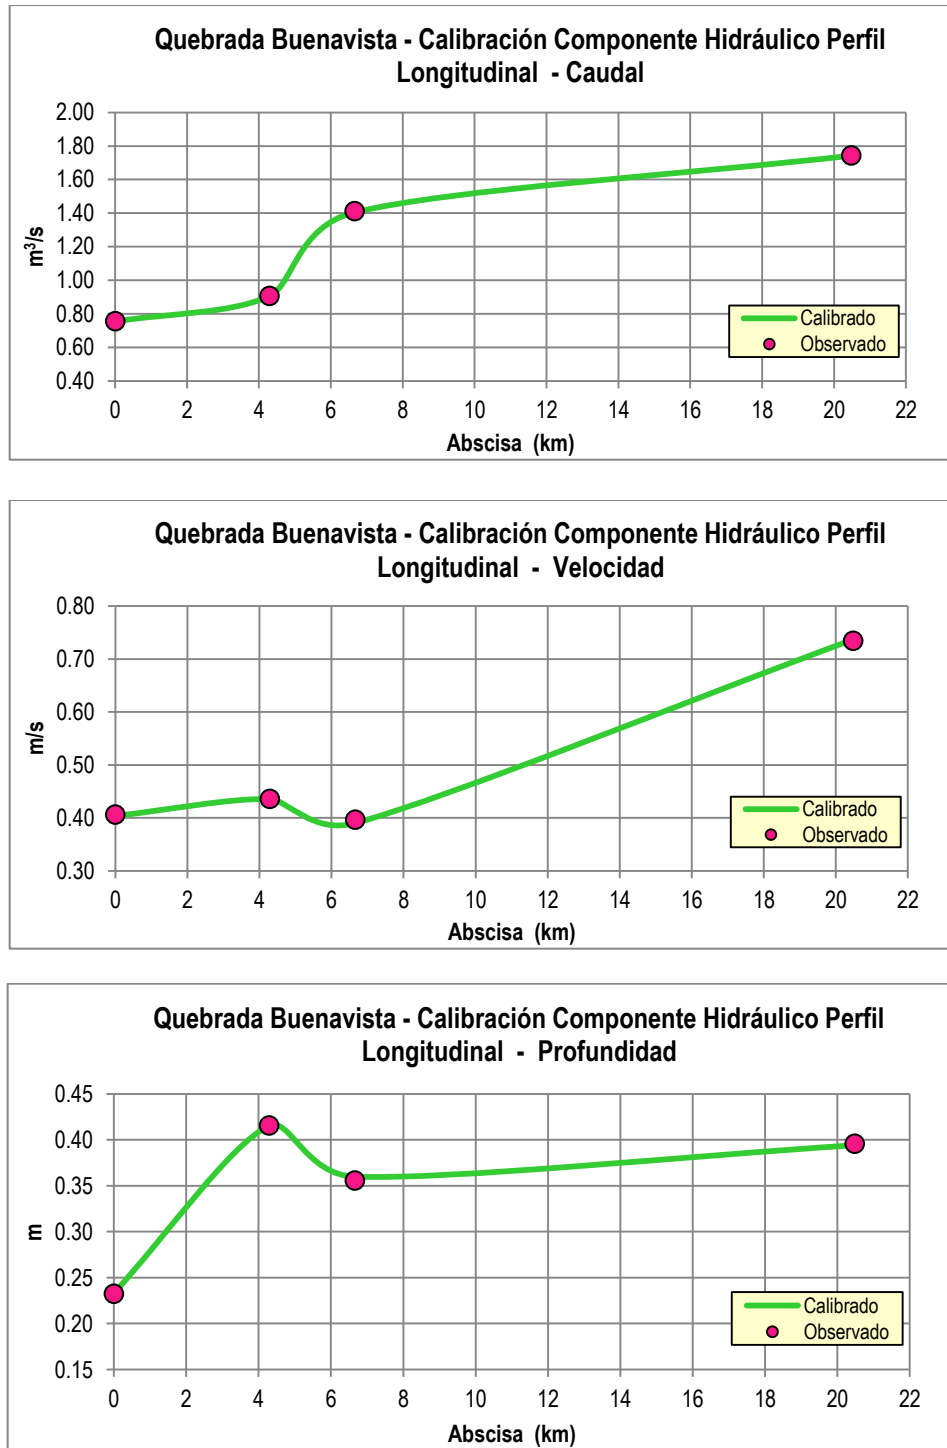 Quebrada Buenavista - Calibración Componente Hidráulico Perfil
Longitudinal - Caudal
2.00
1.80
1.60
1.40
1.20
1.00
0.80
0.60
0.40
m³/s
0 2 4 6 8 10 12 14 16 18 20 22
Abscisa (km)
Calibrado
Observado
Quebrada Buenavista - Calibración Componente Hidráulico Perfil
Longitudinal - Velocidad
0.80
0.70
0.60
0.50
0.40
0.30
m/s
0 2 4 6 8 10 12 14 16 18 20 22
Abscisa (km)
Calibrado
Observado
Quebrada Buenavista - Calibración Componente Hidráulico Perfil
Longitudinal - Profundidad
0.45
0.40
0.35
0.30
0.25
0.20
0.15
m
0 2 4 6 8 10 12 14 16 18 20 22
Abscisa (km)
Calibrado
Observado